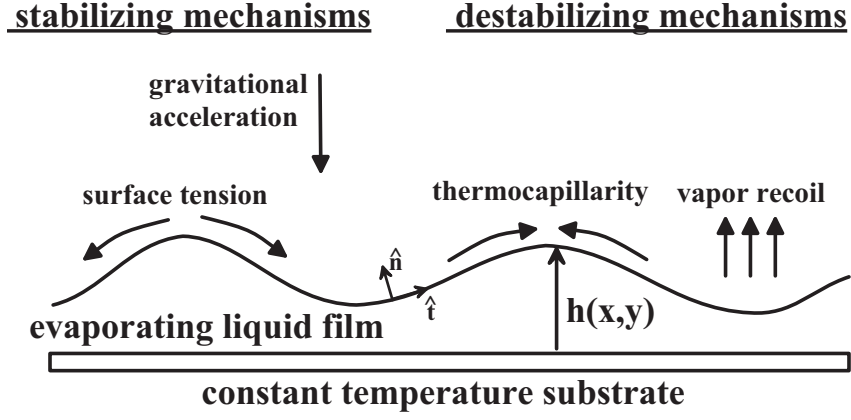 stabilizing mechanisms
destabilizing mechanisms
gravitational
acceleration
surface tension
thermocapillarity
vapor recoil
n̂
t̂
h(x,y)
evaporating liquid film
constant temperature substrate